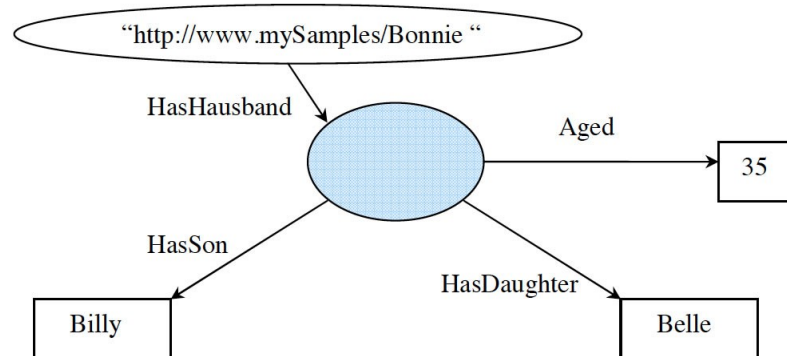 “http://www.mySamples/Bonnie “
HasHausband
Aged
35
HasSon
HasDaughter
Billy
Belle